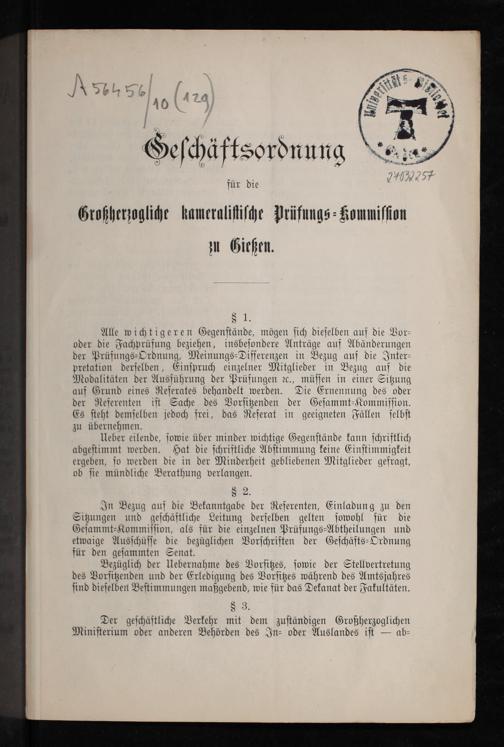 A 56456/10 (129)
Universitäts-Bibliothek
24032257
Geſchäftsordnung
für die
Großherzogliche kameraliſtiſche Prüfungs-Kommiſſion
zu Gießen.
§ 1.
Alle wichtigeren Gegenſtände, mögen ſich dieſelben auf die Vor-
oder die Fachprüfung beziehen, insbeſondere Anträge auf Abänderungen
der Prüfungs-Ordnung, Meinungs-Differenzen in Bezug auf die Inter-
pretation derſelben, Einſpruch einzelner Mitglieder in Bezug auf die
Modalitäten der Ausführung der Prüfungen ꝛc., müſſen in einer Sitzung
auf Grund eines Referates behandelt werden. Die Ernennung des oder
der Referenten iſt Sache des Vorſitzenden der Geſammt-Kommiſſion.
Es ſteht demſelben jedoch frei, das Referat in geeigneten Fällen ſelbſt
zu übernehmen.
Ueber eilende, ſowie über minder wichtige Gegenſtände kann ſchriftlich
abgeſtimmt werden. Hat die ſchriftliche Abſtimmung keine Einſtimmigkeit
ergeben, ſo werden die in der Minderheit gebliebenen Mitglieder gefragt,
ob ſie mündliche Berathung verlangen.
§ 2.
In Bezug auf die Bekanntgabe der Referenten, Einladung zu den
Sitzungen und geſchäftliche Leitung derſelben gelten ſowohl für die
Geſammt-Kommiſſion, als für die einzelnen Prüfungs-Abtheilungen und
etwaige Ausſchüſſe die bezüglichen Vorſchriften der Geſchäfts-Ordnung
für den geſammten Senat.
Bezüglich der Uebernahme des Vorſitzes, ſowie der Stellvertretung
des Vorſitzenden und der Erledigung des Vorſitzes während des Amtsjahres
ſind dieſelben Beſtimmungen maßgebend, wie für das Dekanat der Fakultäten.
§ 3.
Der geſchäftliche Verkehr mit dem zuſtändigen Großherzoglichen
Miniſterium oder anderen Behörden des In- oder Auslandes iſt — ab-